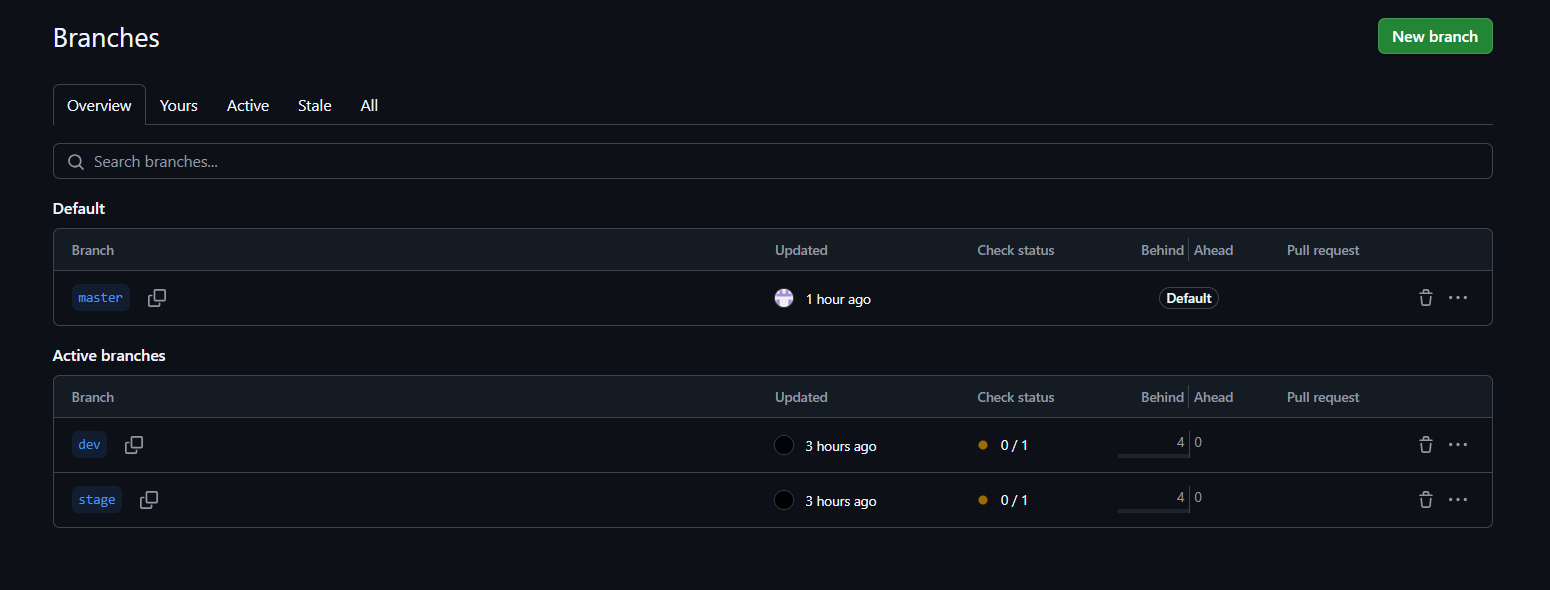 Branches
New branch
Overview Yours Active Stale All
Search branches...
Default
Branch Updated Check status Behind Ahead Pull request
master 1 hour ago Default
Active branches
Branch Updated Check status Behind Ahead Pull request
dev 3 hours ago 0 / 1 4 0
stage 3 hours ago 0 / 1 4 0